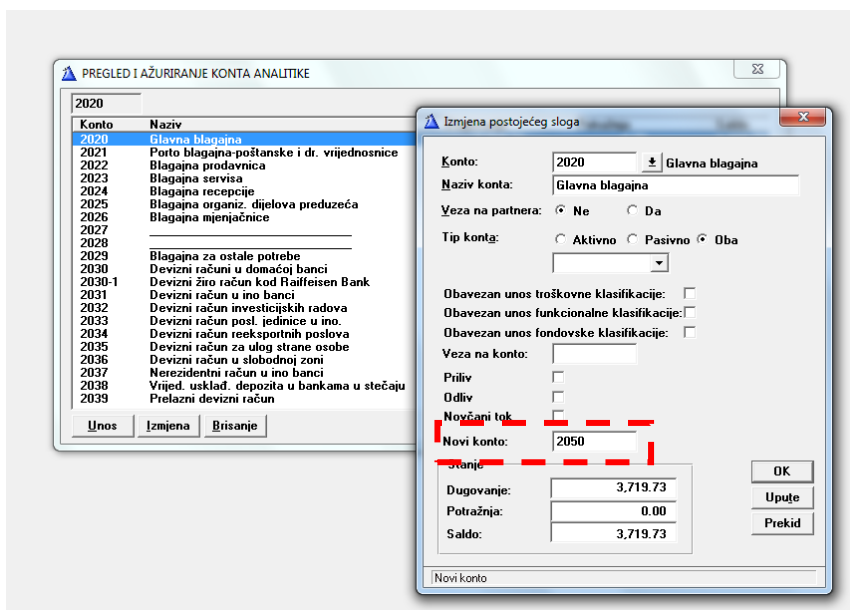 PREGLED I AŽURIRANJE KONTA ANALITIKE
2020
Konto Naziv
2020 Glavna blagajna
2021 Porto blagajna-poštanske i dr. vrijednosnice
2022 Blagajna prodavnica
2023 Blagajna servisa
2024 Blagajna recepcije
2025 Blagajna organiz. dijelova preduzeća
2026 Blagajna mjenjačnice
2027
2028
2029 Blagajna za ostale potrebe
2030 Devizni računi u domaćoj banci
2030-1 Devizni žiro račun kod Raiffeisen Bank
2031 Devizni račun u ino banci
2032 Devizni račun investicijskih radova
2033 Devizni račun posl. jedinice u ino.
2034 Devizni račun reeksportnih poslova
2035 Devizni račun za ulog strane osobe
2036 Devizni račun u slobodnoj zoni
2037 Nerezidentni račun u ino banci
2038 Vrijed. usklađ. depozita u bankama u stečaju
2039 Prelazni devizni račun
Unos Izmjena Brisanje
Izmjena postojećeg sloga
Konto: 2020 Glavna blagajna
Naziv konta: Glavna blagajna
Veza na partnera: Ne Da
Tip konta: Aktivno Pasivno Oba
Obavezan unos troškovne klasifikacije:
Obavezan unos funkcionalne klasifikacije:
Obavezan unos fondovske klasifikacije:
Veza na konto:
Priliv
Odliv
Novčani tok
Novi konto: 2050
Stanje
Dugovanje: 3,719.73
Potražnja: 0.00
Saldo: 3,719.73
OK
Upute
Prekid
Novi konto